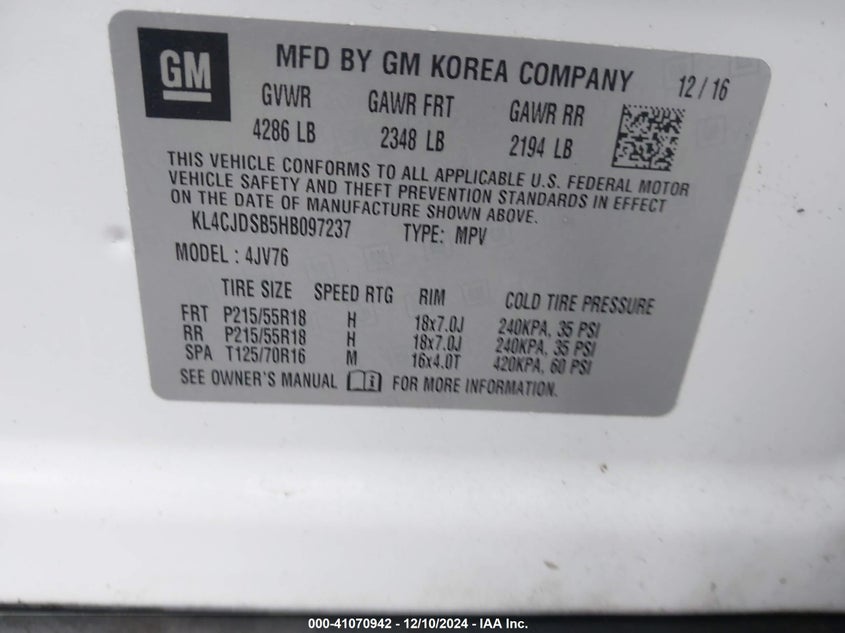 GM
MFD BY GM KOREA COMPANY 12 / 16
GVWR GAWR FRT GAWR RR
4286 LB 2348 LB 2194 LB
THIS VEHICLE CONFORMS TO ALL APPLICABLE U.S. FEDERAL MOTOR
VEHICLE SAFETY AND THEFT PREVENTION STANDARDS IN EFFECT
ON THE DATE OF MANUFACTURE SHOWN ABOVE.
KL4CJDSB5HB097237 TYPE: MPV
MODEL : 4JV76
TIRE SIZE SPEED RTG RIM COLD TIRE PRESSURE
FRT P215/55R18 H 18x7.0J 240KPA, 35 PSI
RR P215/55R18 H 18x7.0J 240KPA, 35 PSI
SPA T125/70R16 M 16x4.0T 420KPA, 60 PSI
SEE OWNER'S MANUAL FOR MORE INFORMATION.
000-41070942 - 12/10/2024 - IAA Inc.